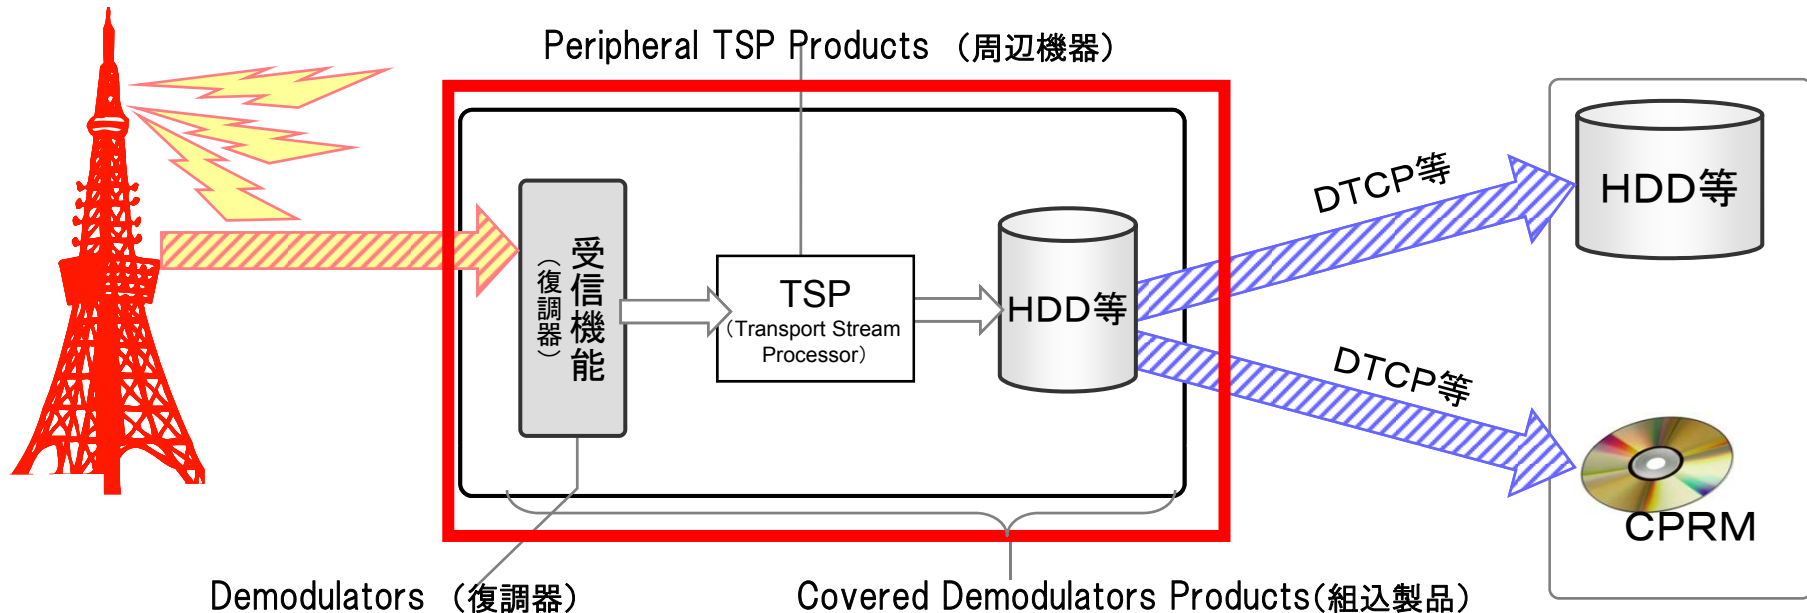 Peripheral TSP Products （周辺機器）
DTCP等
HDD等
受信機能
（復調器）
TSP
（Transport Stream
Processor）
HDD等
DTCP等
CPRM
Demodulators （復調器）
Covered Demodulators Products(組込製品)